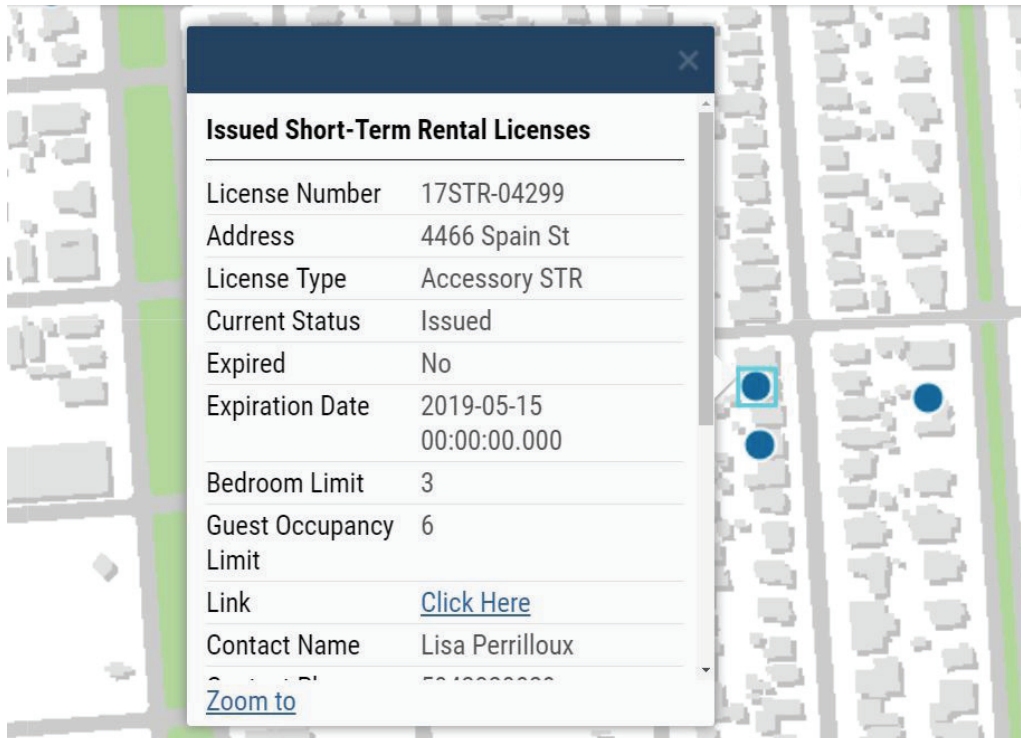 Issued Short-Term Rental Licenses
License Number 17STR-04299
Address 4466 Spain St
License Type Accessory STR
Current Status Issued
Expired No
Expiration Date 2019-05-15
00:00:00.000
Bedroom Limit 3
Guest Occupancy 6
Limit
Link Click Here
Contact Name Lisa Perrilloux
Zoom to